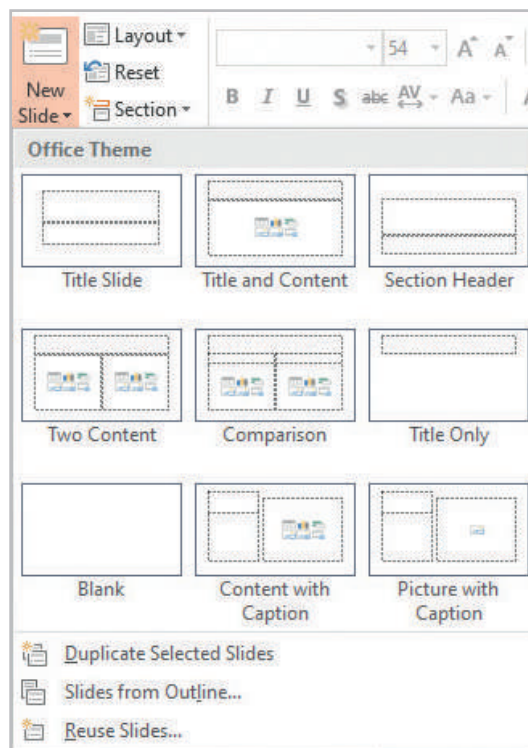 Layout
54
A
A
New
Slide
Reset
Section
B I U S abc AV Aa
Office Theme
Title Slide
Title and Content
Section Header
Two Content
Comparison
Title Only
Blank
Content with
Caption
Picture with
Caption
Duplicate Selected Slides
Slides from Outline...
Reuse Slides...